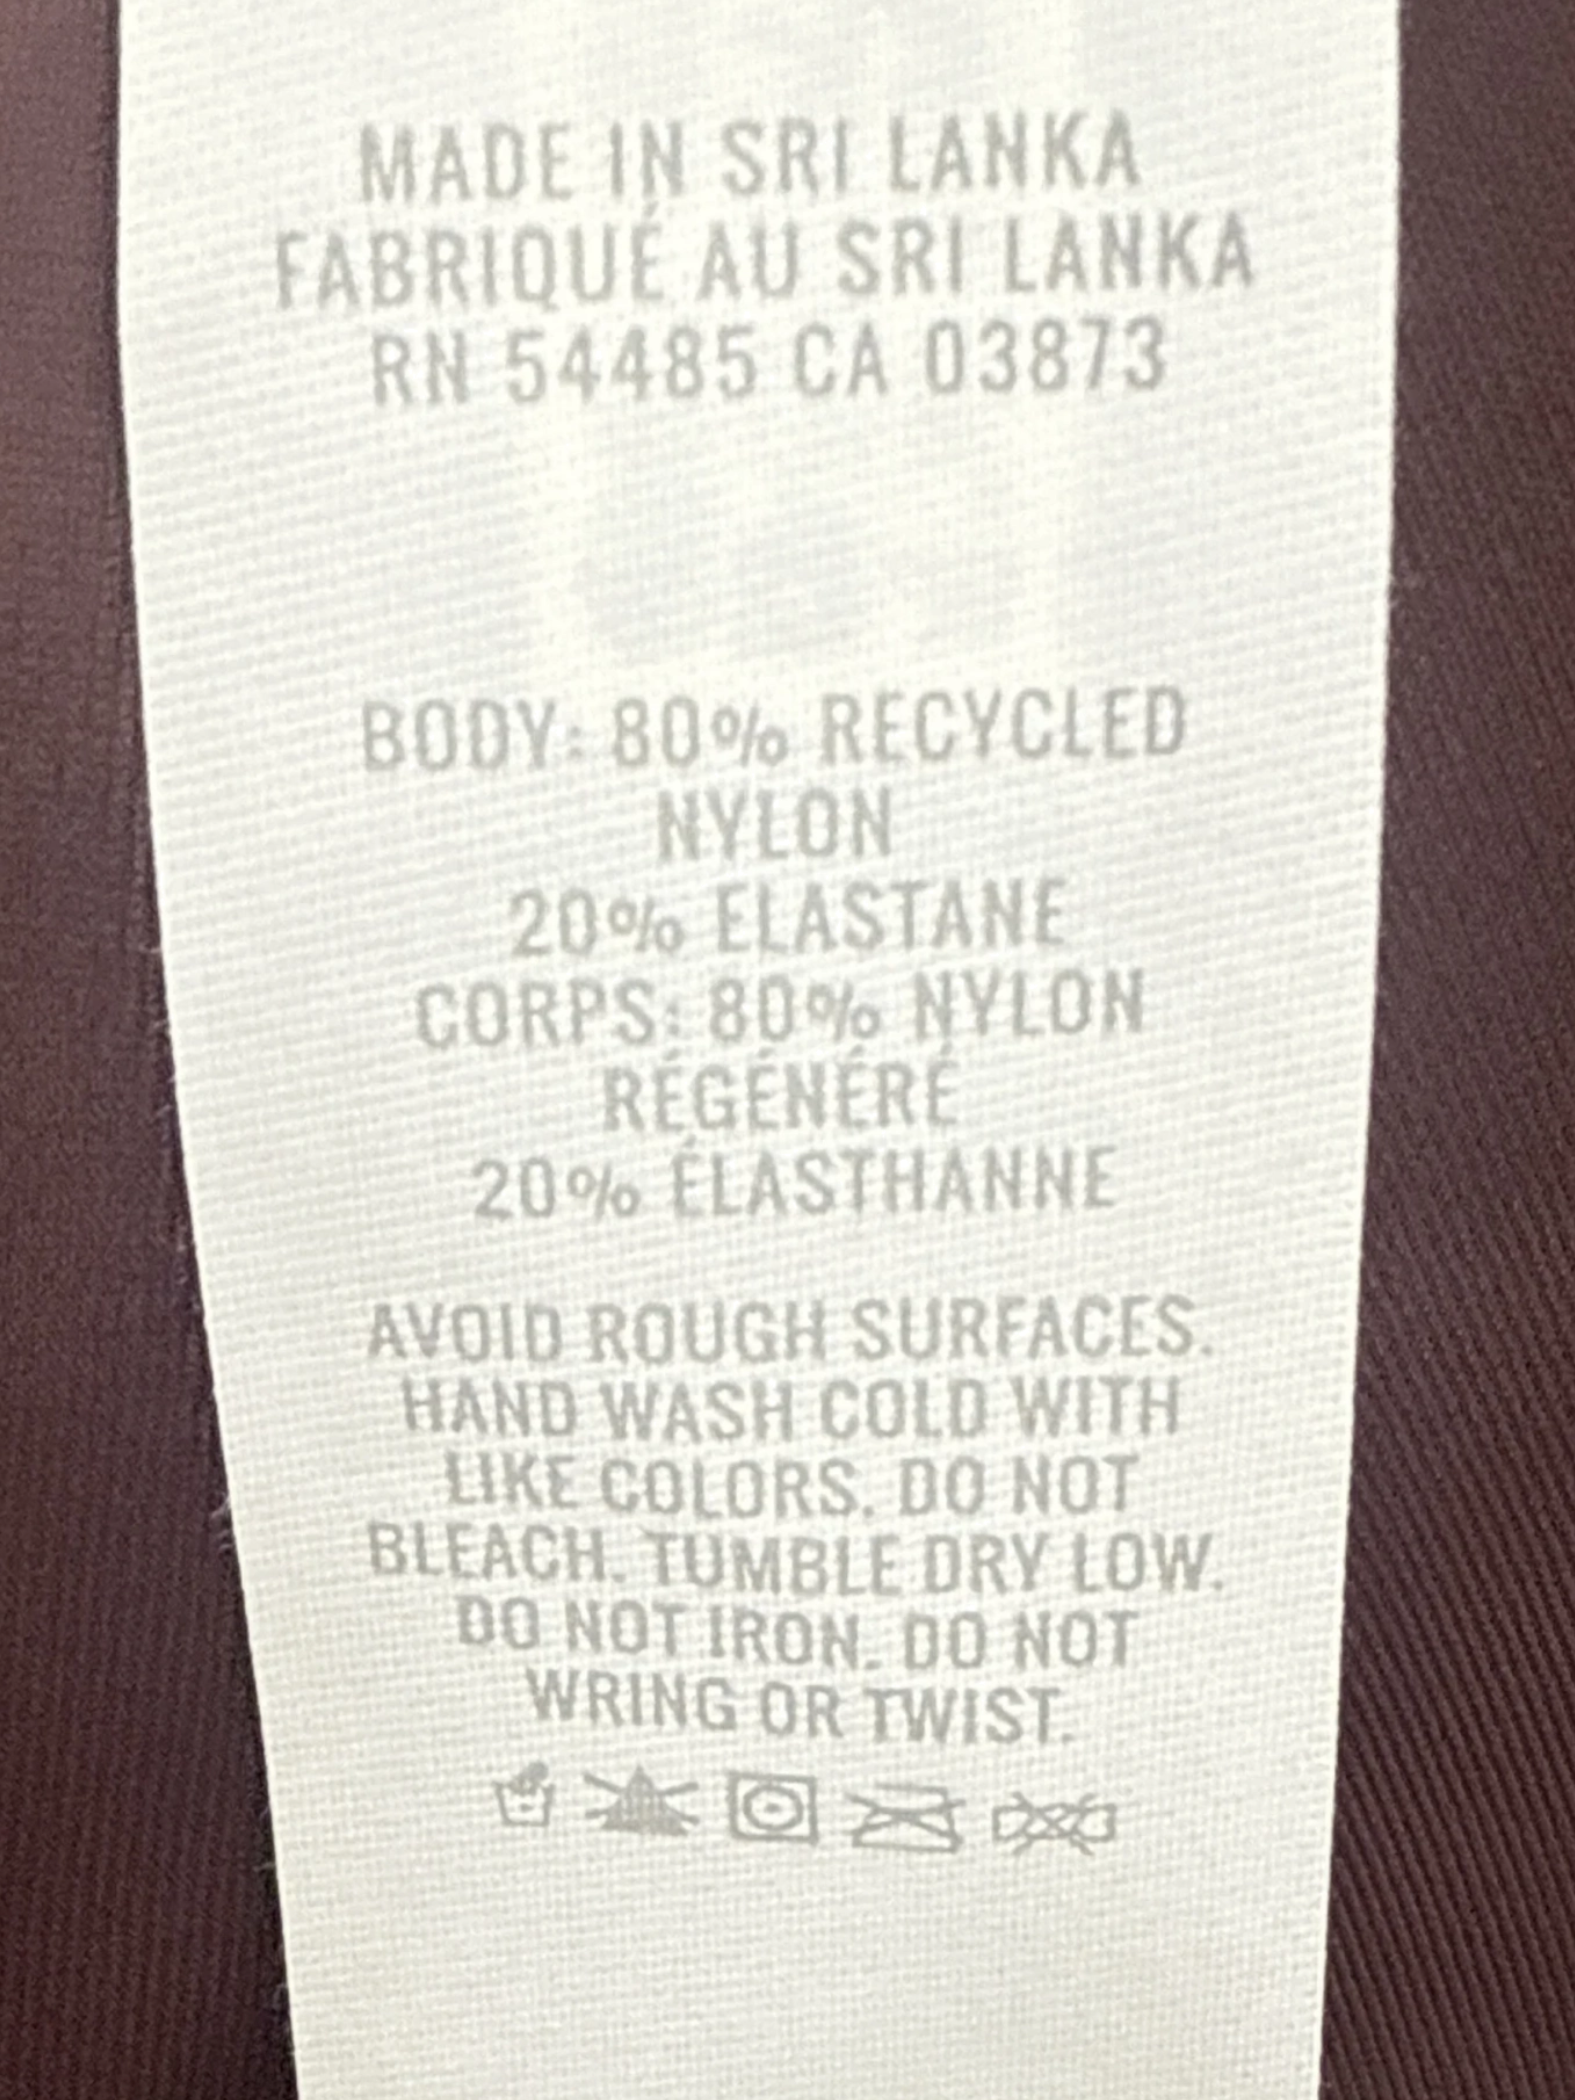 MADE IN SRI LANKA
FABRIQUÉ AU SRI LANKA
RN 54485 CA 03873
BODY: 80% RECYCLED
NYLON
20% ELASTANE
CORPS: 80% NYLON
RÉGÉNÉRÉ
20% ÉLASTHANNE
AVOID ROUGH SURFACES.
HAND WASH COLD WITH
LIKE COLORS. DO NOT
BLEACH. TUMBLE DRY LOW.
DO NOT IRON. DO NOT
WRING OR TWIST.